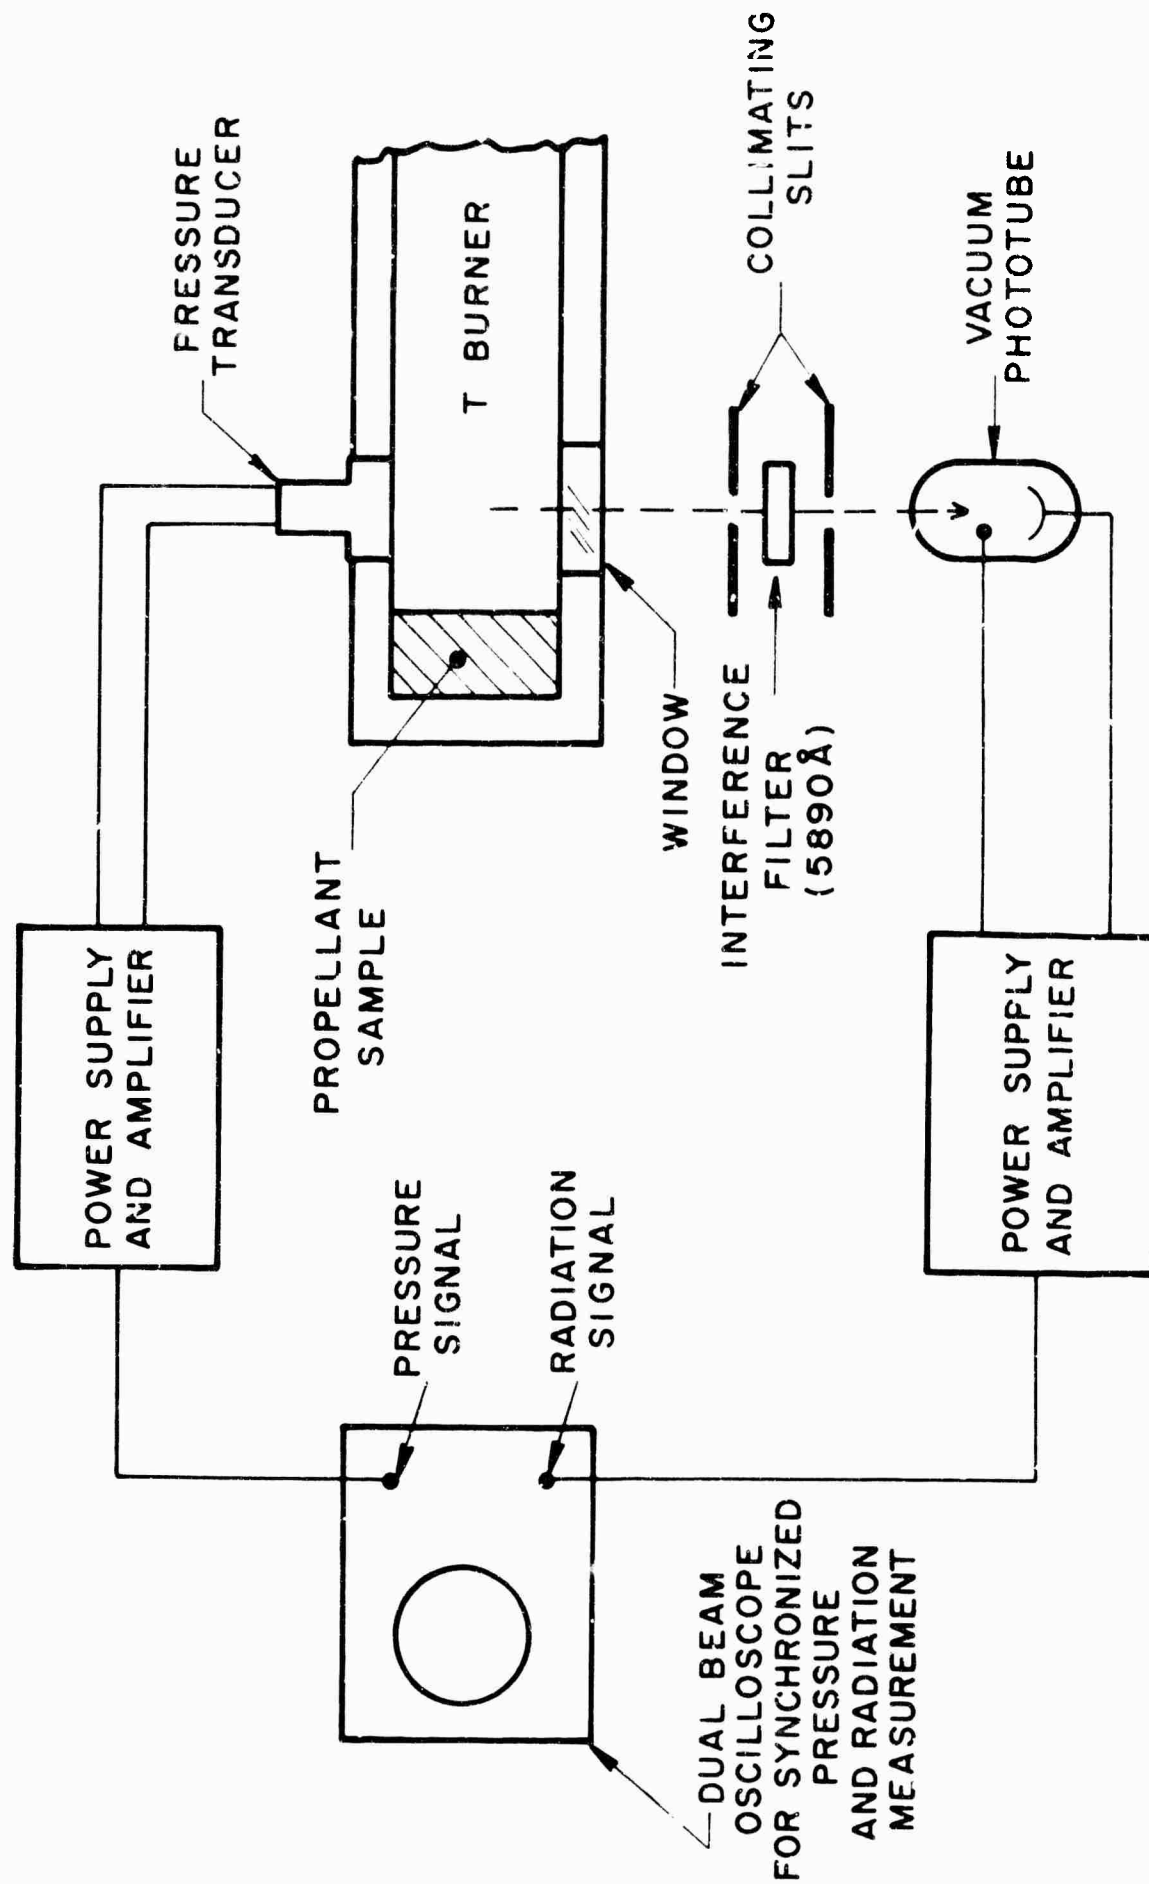 POWER SUPPLY
AND AMPLIFIER
PRESSURE
TRANSDUCER
PROPELLANT
SAMPLE
T BURNER
PRESSURE
SIGNAL
RADIATION
SIGNAL
WINDOW
COLLIMATING
SLITS
INTERFERENCE
FILTER
(5890Å)
DUAL BEAM
OSCILLOSCOPE
FOR SYNCHRONIZED
PRESSURE
AND RADIATION
MEASUREMENT
POWER SUPPLY
AND AMPLIFIER
VACUUM
PHOTOTUBE